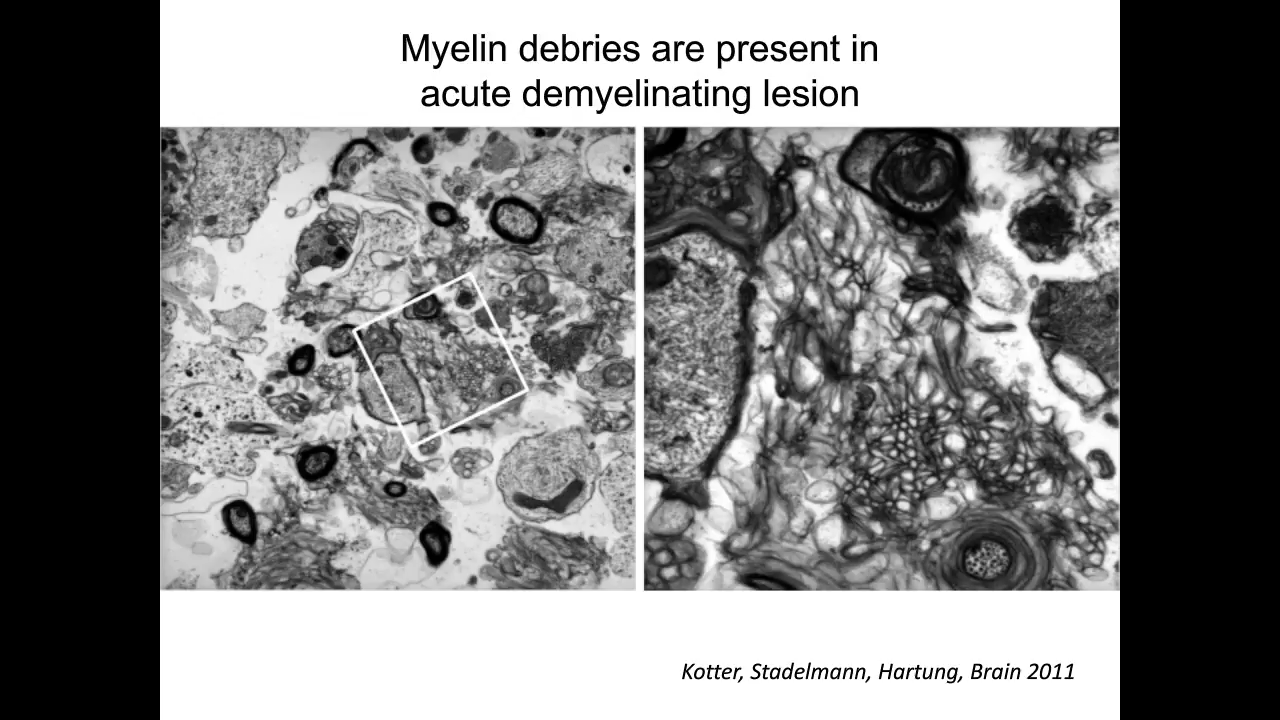 Myelin debries are present in
acute demyelinating lesion
Kotter, Stadelmann, Hartung, Brain 2011